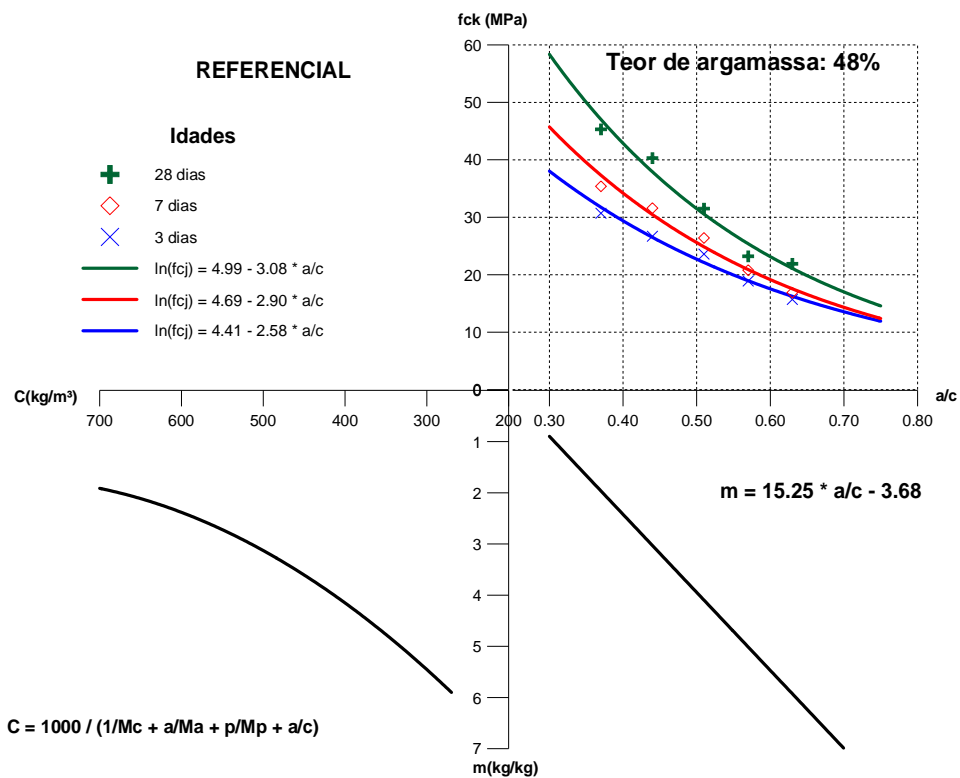 fck (MPa)
60
REFERENCIAL
Teor de argamassa: 48%
50
Idades
28 dias
40
7 dias
30
3 dias
ln(fcj) = 4.99 - 3.08 * a/c
20
ln(fcj) = 4.69 - 2.90 * a/c
ln(fcj) = 4.41 - 2.58 * a/c
10
C(kg/m³)
0
a/c
700 600 500 400 300 200 0.30 0.40 0.50 0.60 0.70 0.80
1
m = 15.25 * a/c - 3.68
2
3
4
5
6
C = 1000 / (1/Mc + a/Ma + p/Mp + a/c)
7
m(kg/kg)